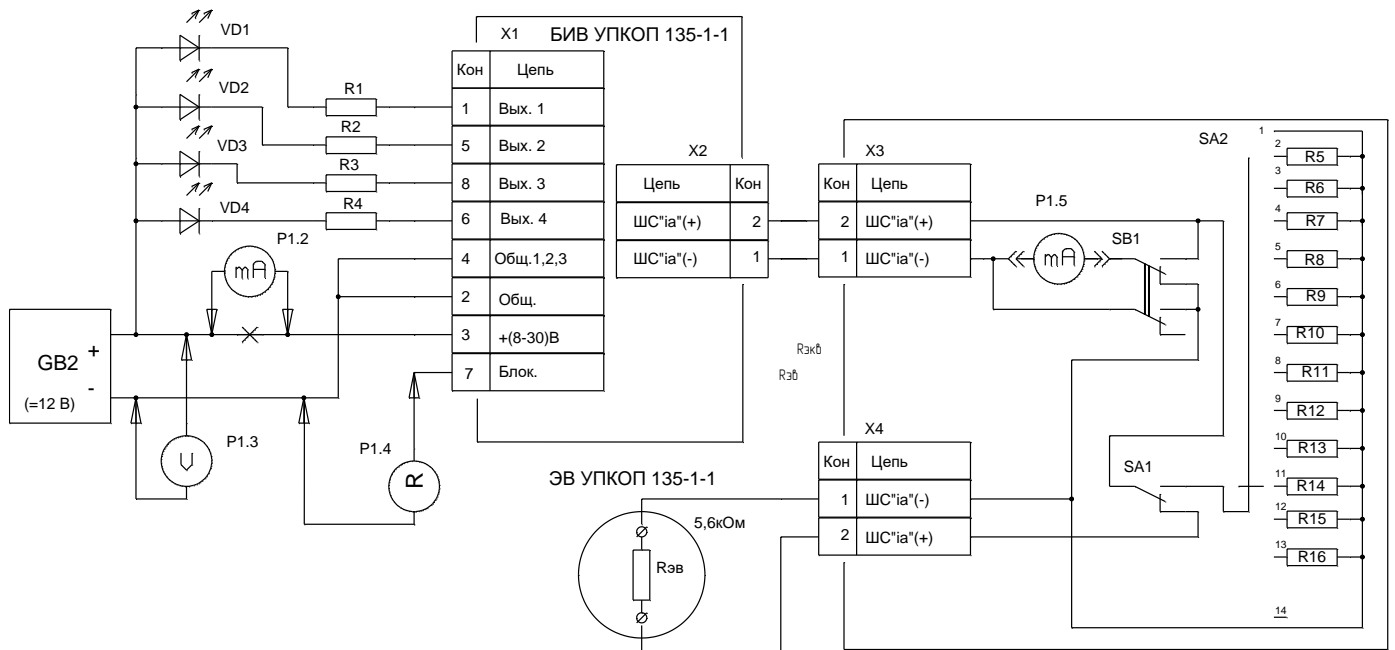 VD1
VD2
VD3
VD4
R1
R2
R3
R4
X1
БИВ УПКОП 135-1-1
Кон Цепь
1 Вых. 1
5 Вых. 2
8 Вых. 3
6 Вых. 4
4 Общ.1,2,3
2 Общ.
3 +(8-30)В
7 Блок.
P1.2
mA
GB2
+
-
(=12 В)
P1.3
V
P1.4
R
X2
Цепь Кон
ШС"ia"(+) 2
ШС"ia"(-) 1
X3
Кон Цепь
2 ШС"ia"(+)
1 ШС"ia"(-)
P1.5
mA
SB1
SA2
1
2 R5
3 R6
4 R7
5 R8
6 R9
7 R10
8 R11
9 R12
10 R13
11 R14
12 R15
13 R16
14
Rэкв
Rэв
X4
Кон Цепь
1 ШС"ia"(-)
2 ШС"ia"(+)
SA1
ЭВ УПКОП 135-1-1
5,6кОм
Rэв